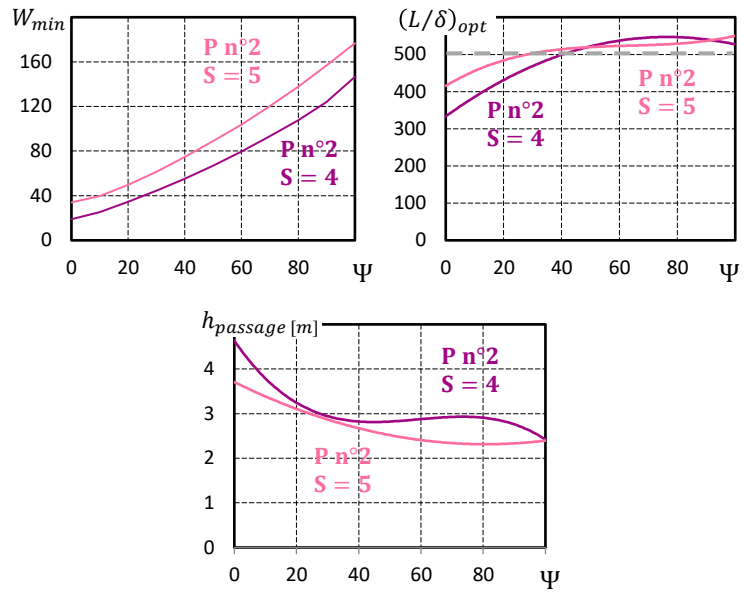 W_min
P n°2
S = 5
P n°2
S = 4
160
120
80
40
0
0 20 40 60 80 Ψ
(L/δ)_opt
P n°2
S = 4
P n°2
S = 5
500
400
300
200
100
0
0 20 40 60 80 Ψ
h_passage [m]
P n°2
S = 4
P n°2
S = 5
4
3
2
1
0
0 20 40 60 80 Ψ